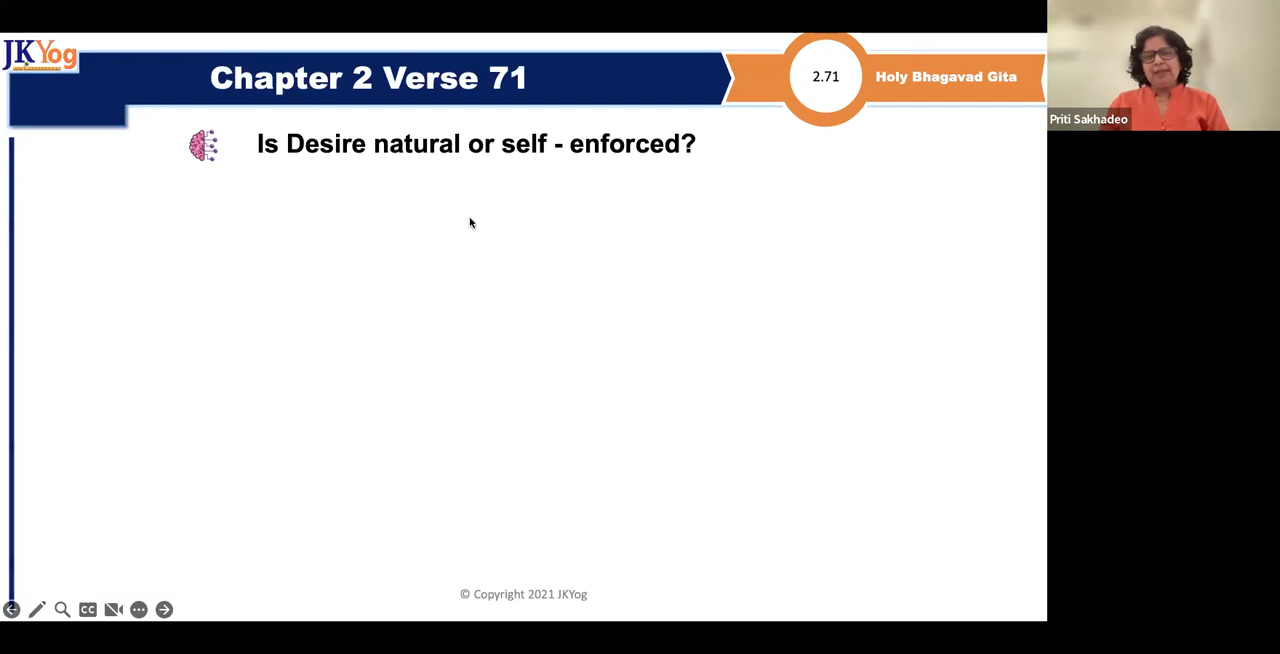 JKYog
Chapter 2 Verse 71
2.71
Holy Bhagavad Gita
Priti Sakhadeo
Is Desire natural or self - enforced?
© Copyright 2021 JKYog
CC